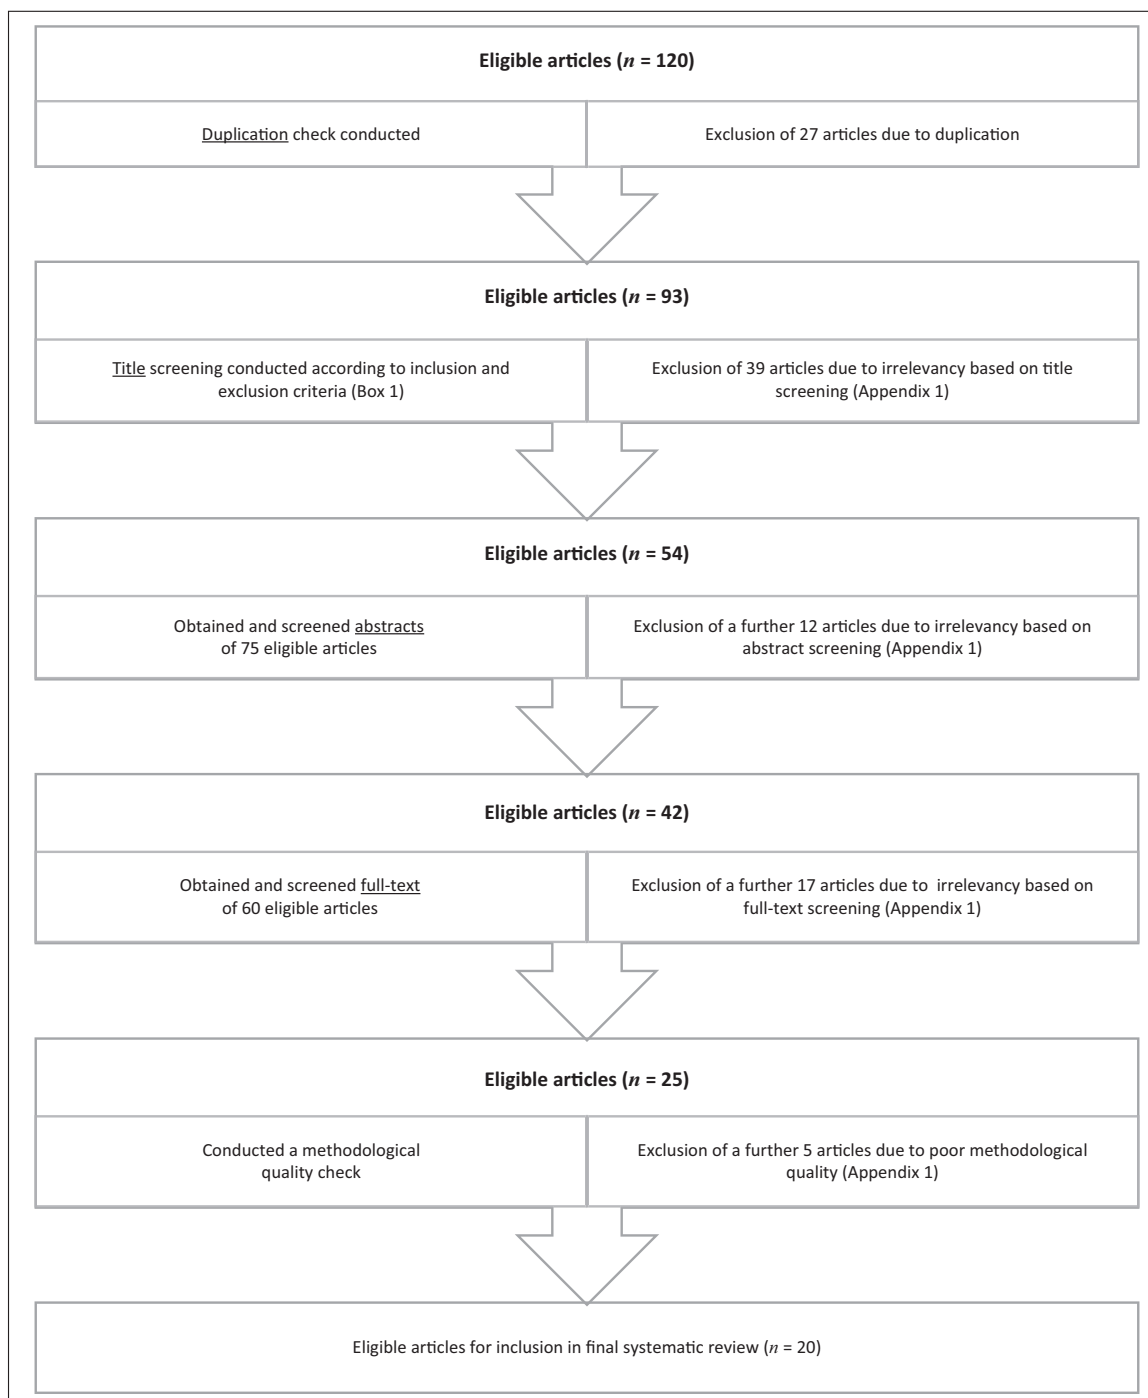 Eligible articles (n = 120)
Duplication check conducted
Exclusion of 27 articles due to duplication
Eligible articles (n = 93)
Title screening conducted according to inclusion and
exclusion criteria (Box 1)
Exclusion of 39 articles due to irrelevancy based on title
screening (Appendix 1)
Eligible articles (n = 54)
Obtained and screened abstracts
of 75 eligible articles
Exclusion of a further 12 articles due to irrelevancy based on
abstract screening (Appendix 1)
Eligible articles (n = 42)
Obtained and screened full-text
of 60 eligible articles
Exclusion of a further 17 articles due to irrelevancy based on
full-text screening (Appendix 1)
Eligible articles (n = 25)
Conducted a methodological
quality check
Exclusion of a further 5 articles due to poor methodological
quality (Appendix 1)
Eligible articles for inclusion in final systematic review (n = 20)